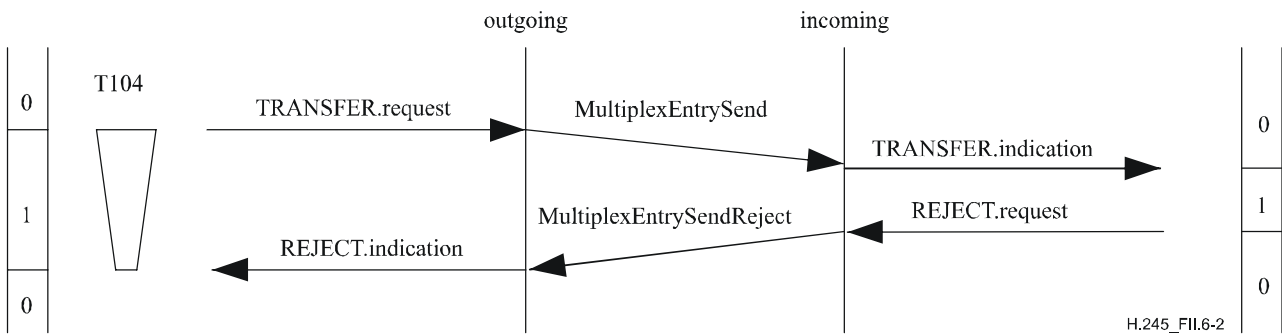 outgoing
incoming
T104
0
TRANSFER.request
MultiplexEntrySend
0
TRANSFER.indication
1
MultiplexEntrySendReject
REJECT.request
1
REJECT.indication
0
0
H.245_FII.6-2